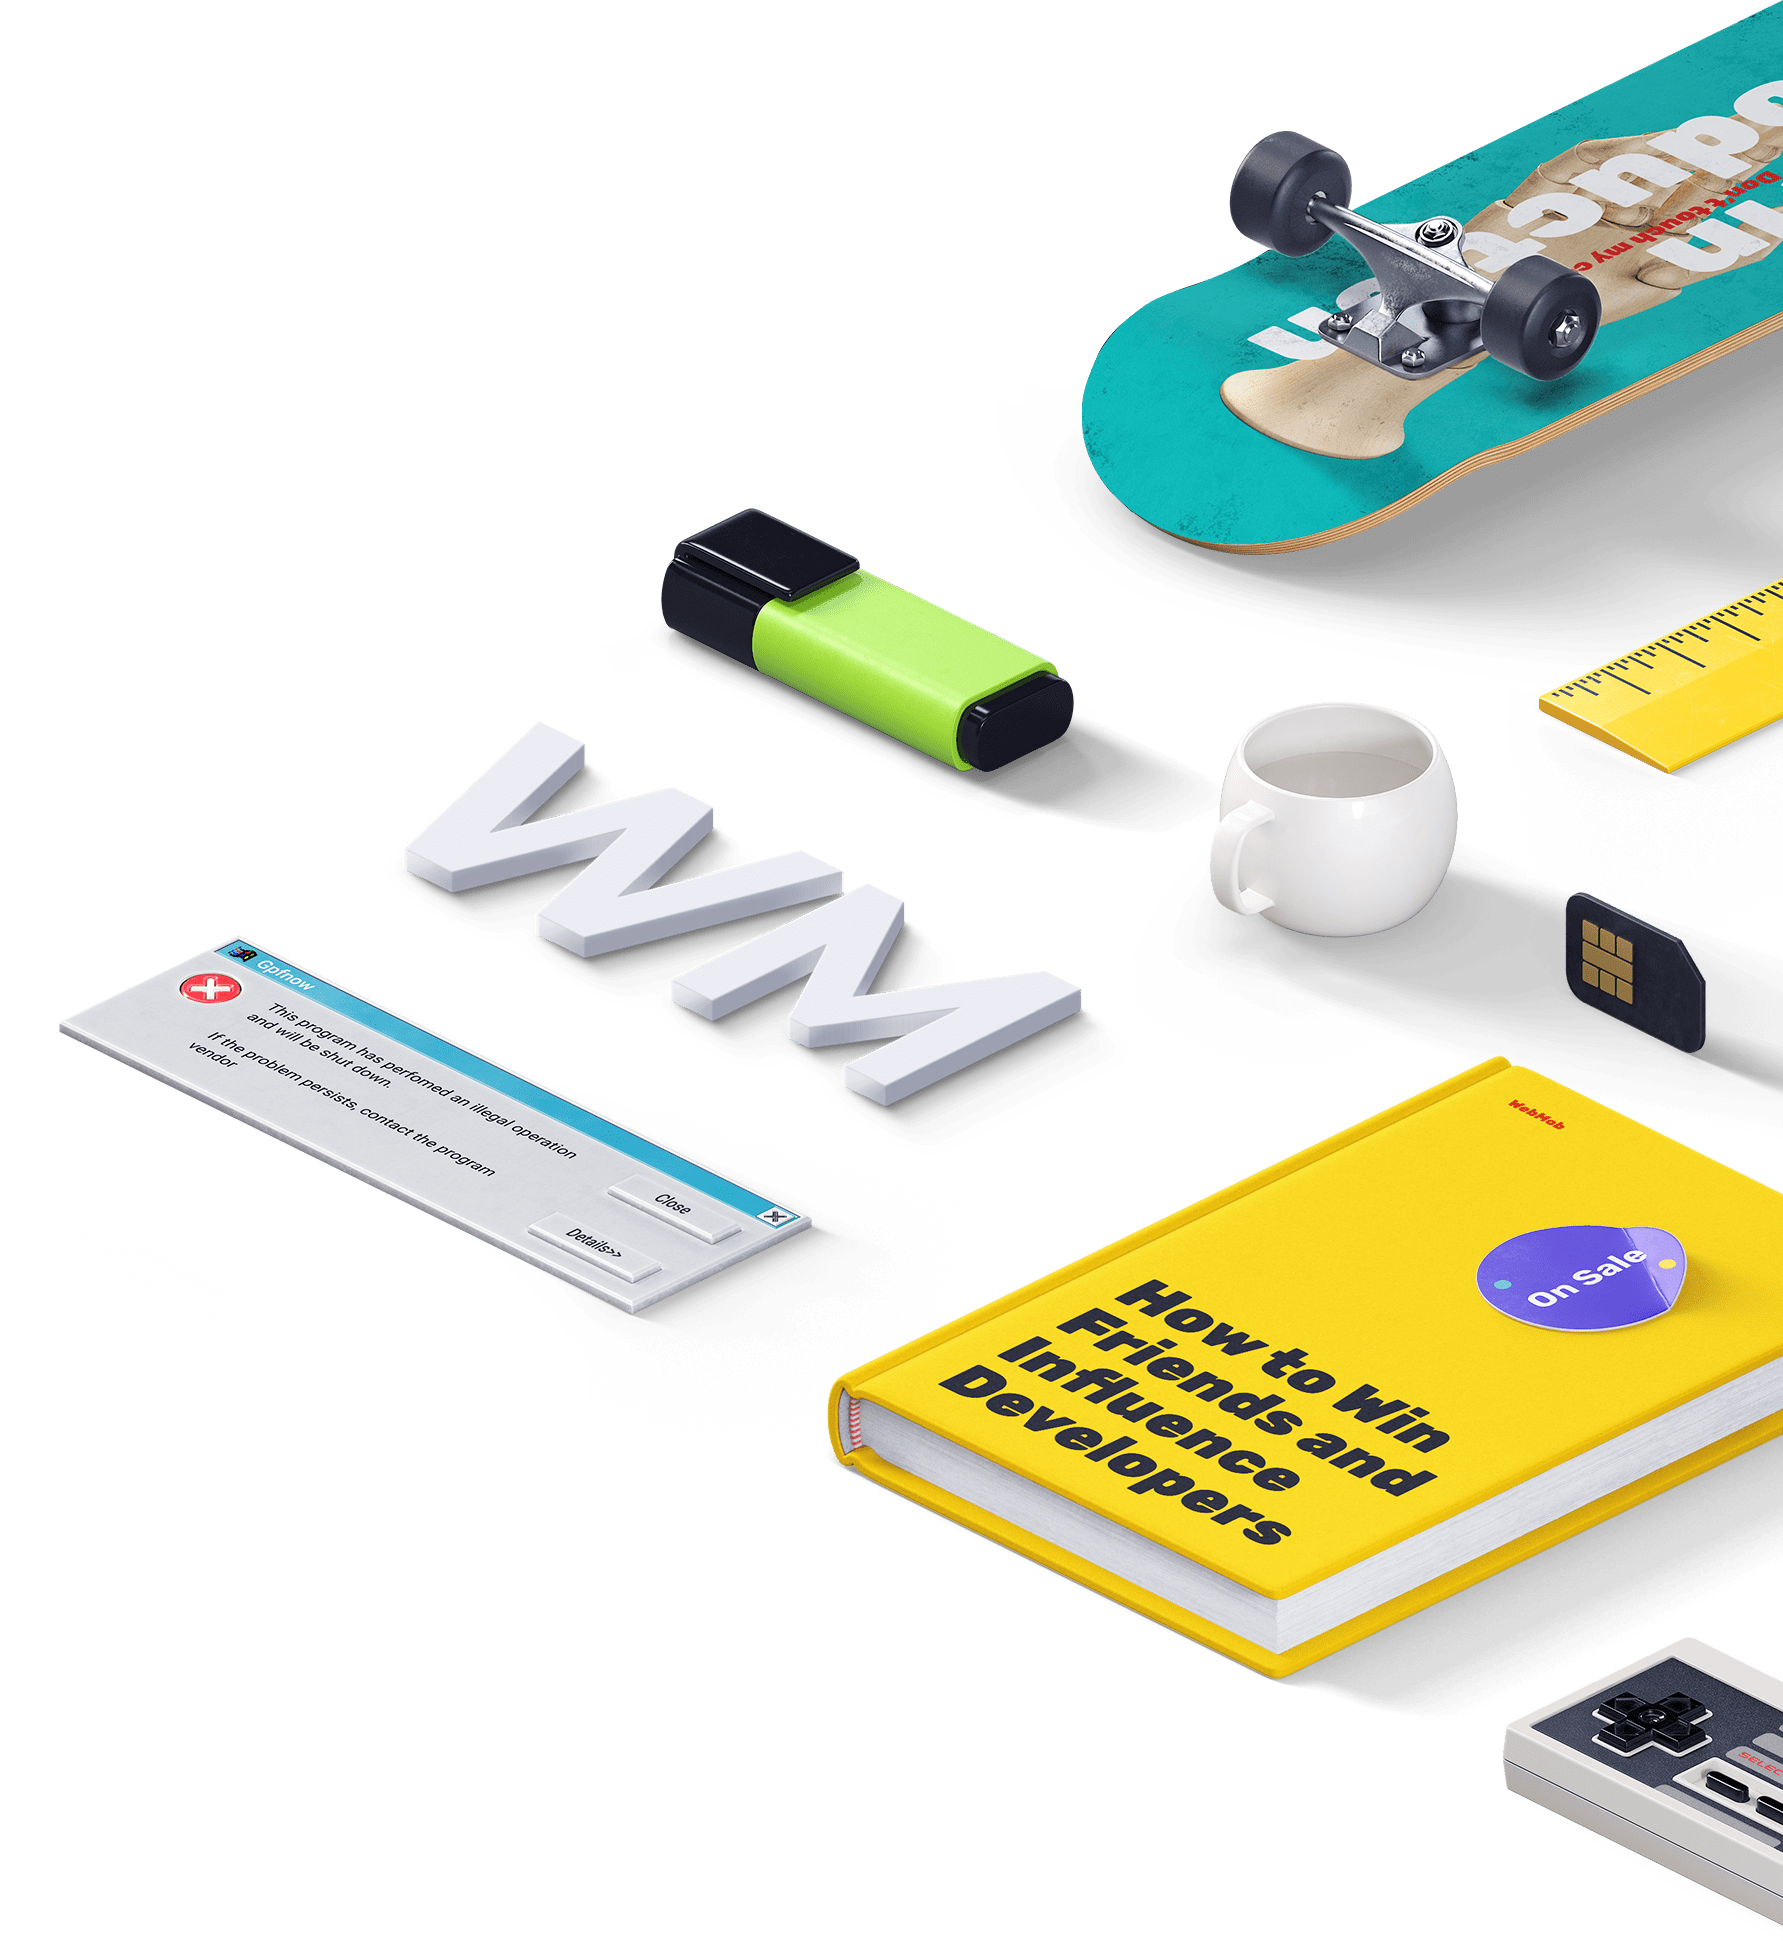 Don't touch my
WM
Gpfnow
This program has perfomed an illegal operation
and will be shut down.
If the problem persists, contact the program
vendor
Close
Details>>
WebMob
On Sale
How to Win
Friends and
Influence
Developers